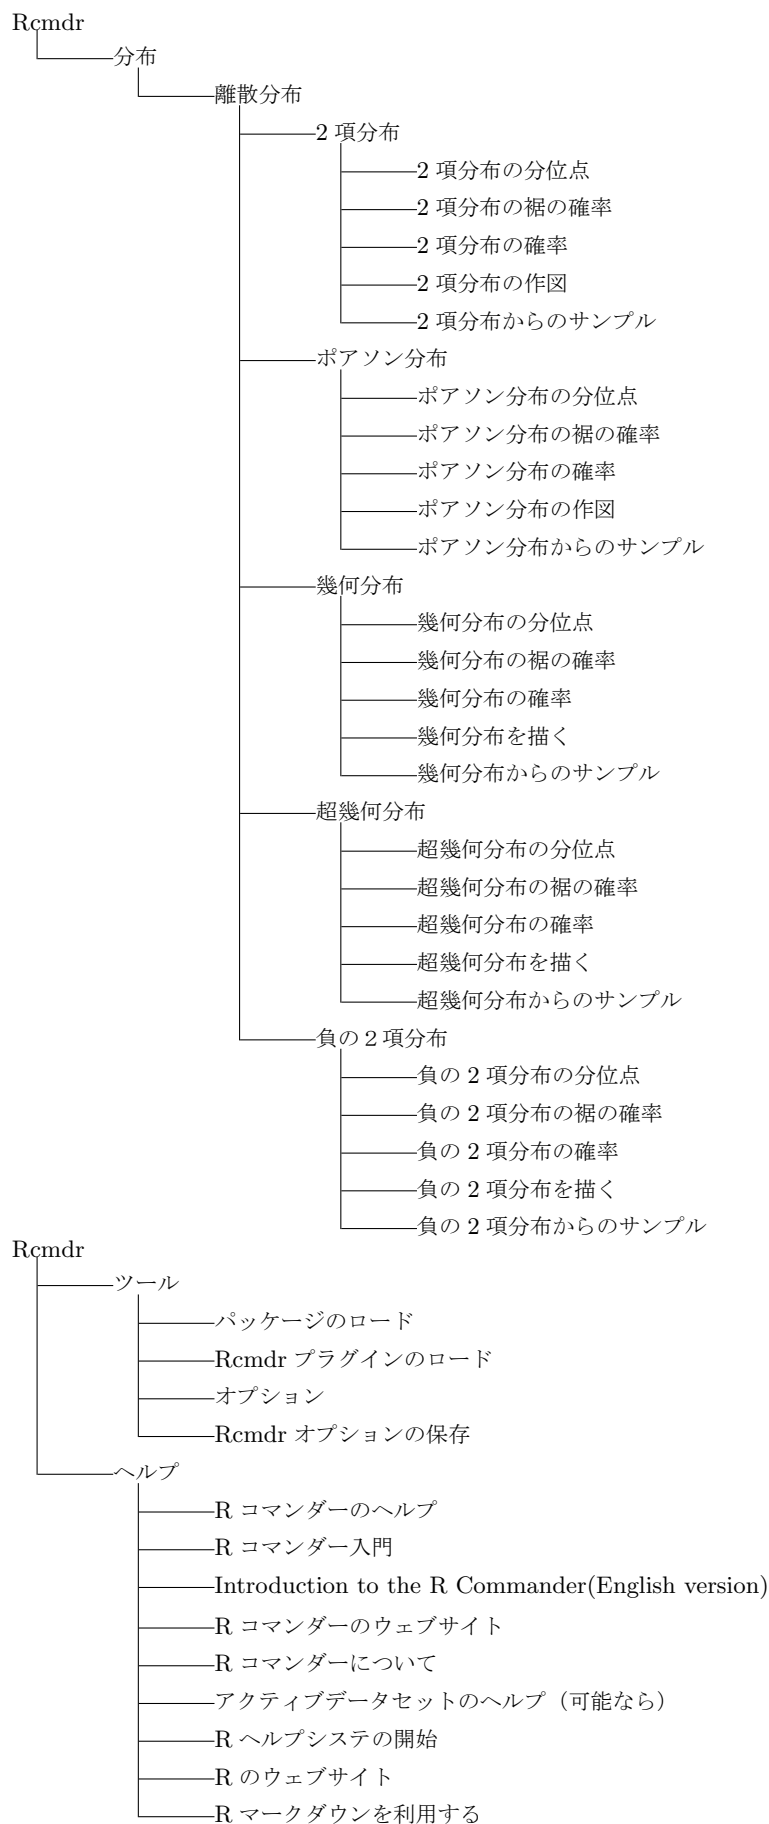 Rcmdr
分布
離散分布
2 項分布
2 項分布の分位点
2 項分布の裾の確率
2 項分布の確率
2 項分布の作図
2 項分布からのサンプル
ポアソン分布
ポアソン分布の分位点
ポアソン分布の裾の確率
ポアソン分布の確率
ポアソン分布の作図
ポアソン分布からのサンプル
幾何分布
幾何分布の分位点
幾何分布の裾の確率
幾何分布の確率
幾何分布を描く
幾何分布からのサンプル
超幾何分布
超幾何分布の分位点
超幾何分布の裾の確率
超幾何分布の確率
超幾何分布を描く
超幾何分布からのサンプル
負の２項分布
負の 2 項分布の分位点
負の 2 項分布の裾の確率
負の 2 項分布の確率
負の 2 項分布を描く
負の 2 項分布からのサンプル
Rcmdr
ツール
パッケージのロード
Rcmdr プラグインのロード
オプション
Rcmdr オプションの保存
ヘルプ
R コマンダーのヘルプ
R コマンダー入門
Introduction to the R Commander(English version)
R コマンダーのウェブサイト
R コマンダーについて
アクティブデータセットのヘルプ（可能なら）
R ヘルプシステの開始
R のウェブサイト
R マークダウンを利用する